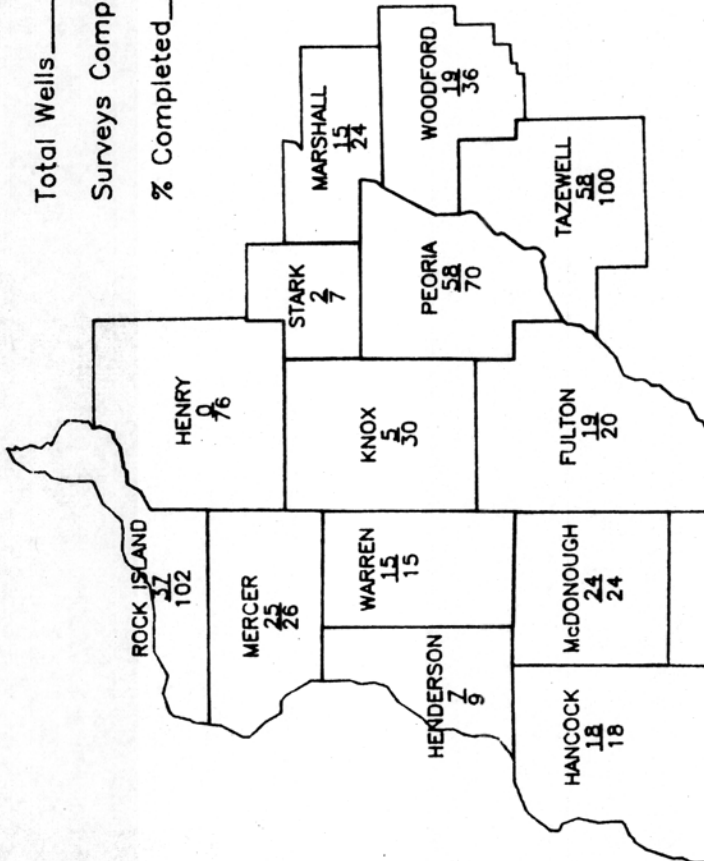 Total Wells
Surveys Comp
% Completed
ROCK ISLAND
37
102
HENRY
0
76
MERCER
25
26
STARK
2
7
MARSHALL
15
24
WOODFORD
19
36
KNOX
5
30
PEORIA
58
70
TAZEWELL
58
100
HENDERSON
7
9
WARREN
15
15
FULTON
19
20
HANCOCK
18
18
McDONOUGH
24
24